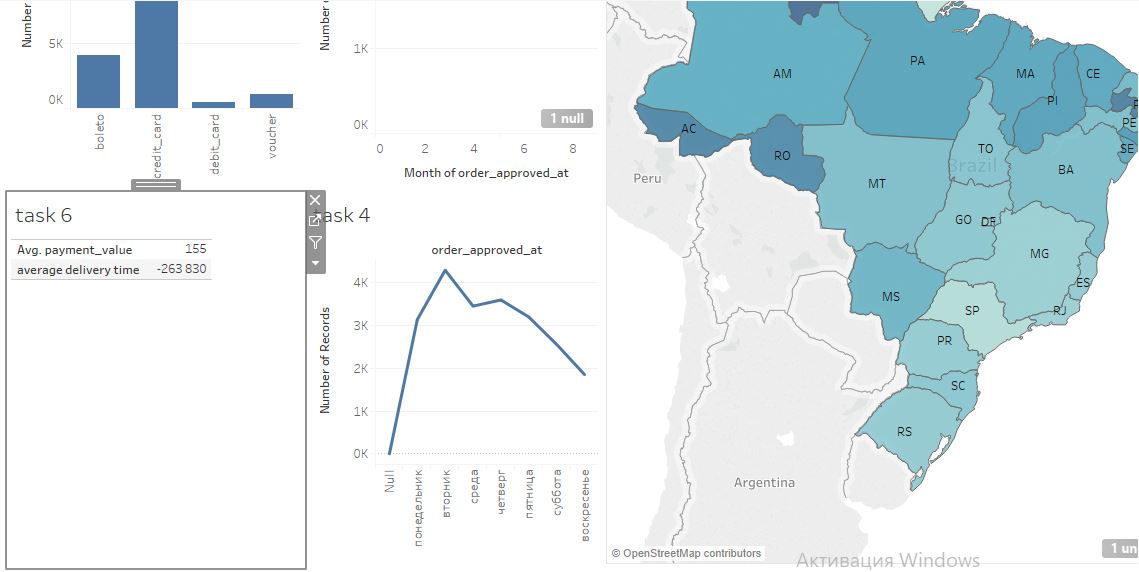 Number
5K
0K
boleto
credit_card
debit_card
voucher
1K
0K
1 null
0
2
4
6
8
Month of order_approved_at
task 6
Avg. payment_value 155
average delivery time -263 830
task 4
order_approved_at
Number of Records
4K
3K
2K
1K
0K
Null
понедельник
вторник
среда
четверг
пятница
суббота
воскресенье
AM
PA
MA
CE
PI
AC
RO
PE
SE
TO
Brazil
BA
MT
Peru
GO
DF
MG
MS
ES
SP
RJ
PR
SC
RS
Argentina
© OpenStreetMap contributors
Активация Windows